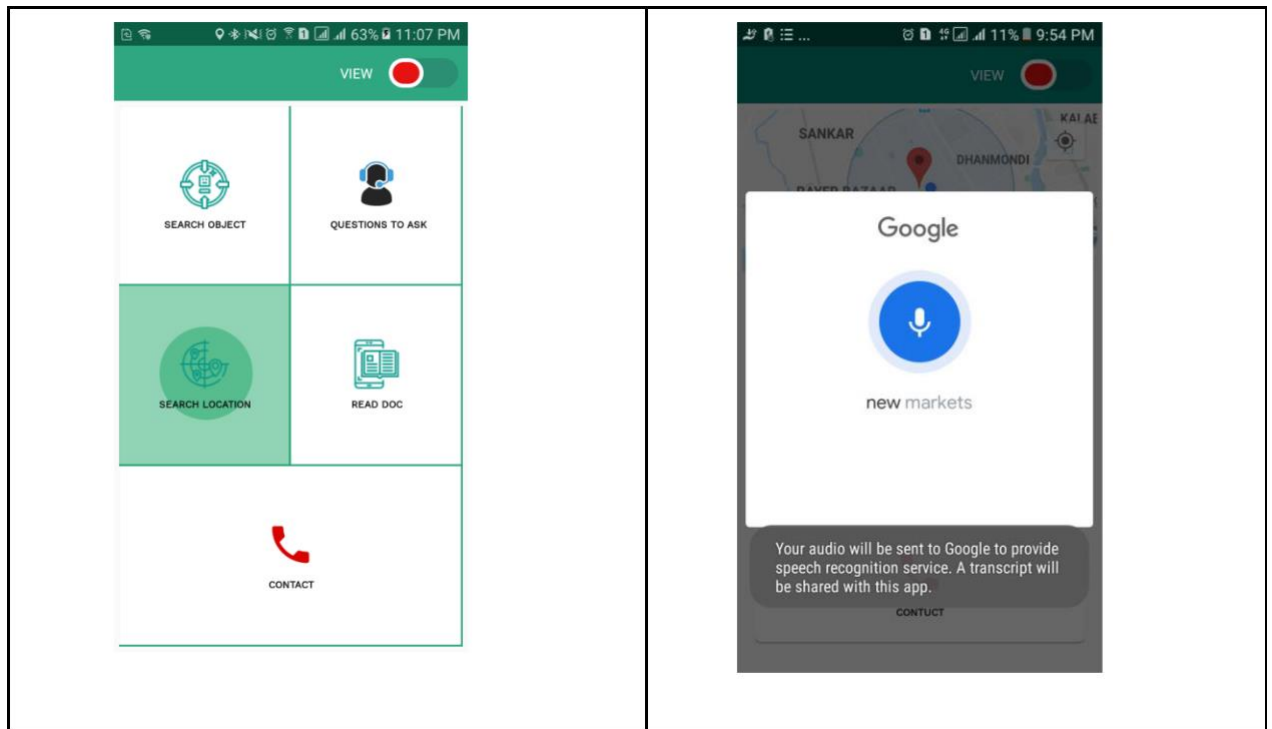 63% 11:07 PM
VIEW
SEARCH OBJECT
QUESTIONS TO ASK
SEARCH LOCATION
READ DOC
CONTACT
... 11% 9:54 PM
VIEW
SANKAR
DHANMONDI
Google
new markets
Your audio will be sent to Google to provide
speech recognition service. A transcript will
be shared with this app.
CONTUCT